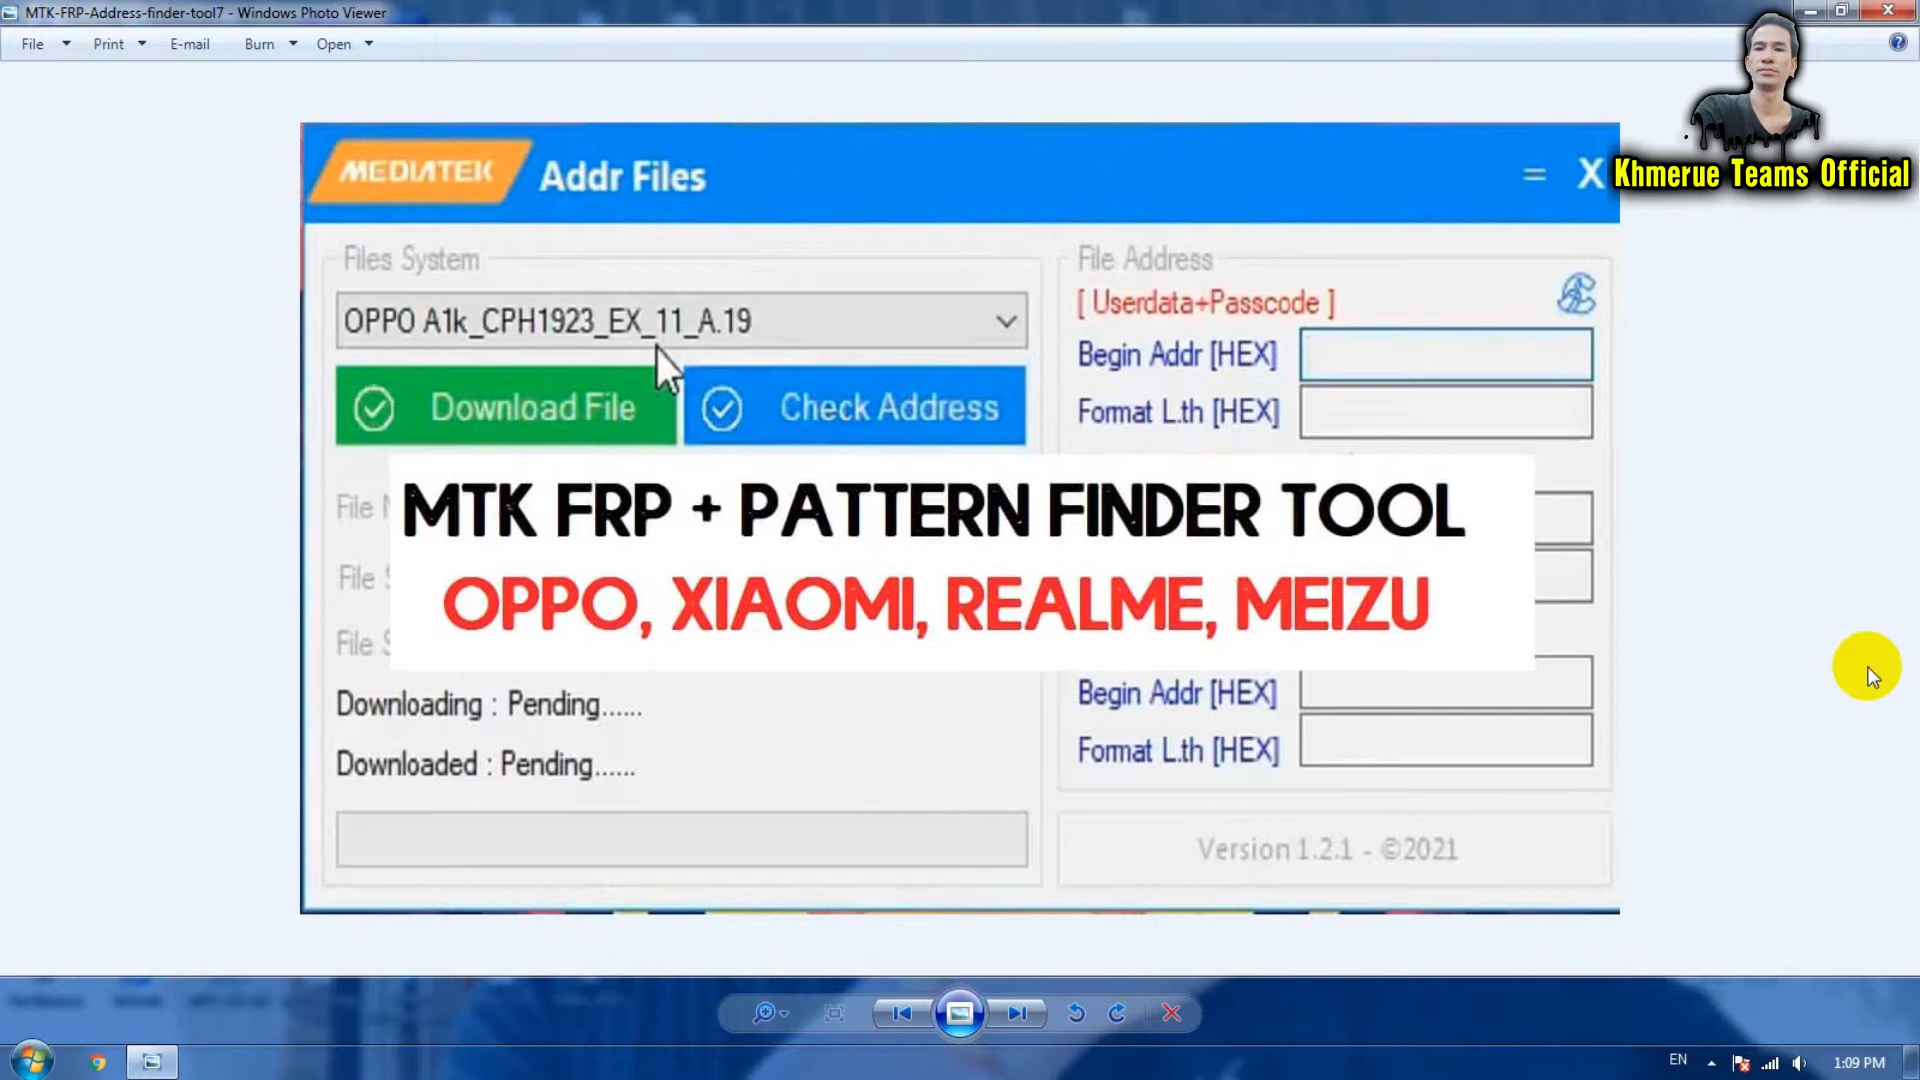 MTK-FRP-Address-finder-tool7 - Windows Photo Viewer
File Print E-mail Burn Open
Khmerue Teams Official
MEDIATEK Addr Files
= X
Files System
OPPO A1k_CPH1923_EX_11_A.19
Download File
Check Address
File Address
[ Userdata+Passcode ]
Begin Addr [HEX]
Format L.th [HEX]
File
MTK FRP + PATTERN FINDER TOOL
OPPO, XIAOMI, REALME, MEIZU
File S
File S
Downloading : Pending......
Downloaded : Pending......
Begin Addr [HEX]
Format L.th [HEX]
Version 1.2.1 - ©2021
EN
1:09 PM